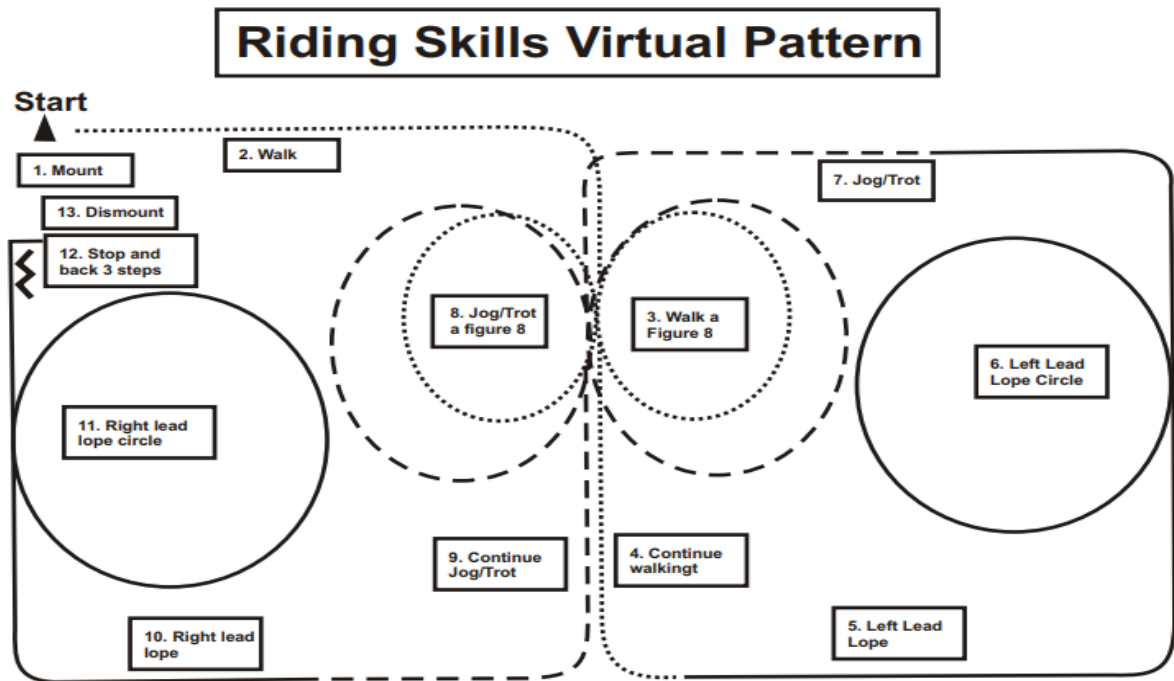 Riding Skills Virtual Pattern
Start
1. Mount
2. Walk
7. Jog/Trot
13. Dismount
12. Stop and
back 3 steps
8. Jog/Trot
a figure 8
3. Walk a
Figure 8
6. Left Lead
Lope Circle
11. Right lead
lope circle
9. Continue
Jog/Trot
4. Continue
walkingt
10. Right lead
lope
5. Left Lead
Lope